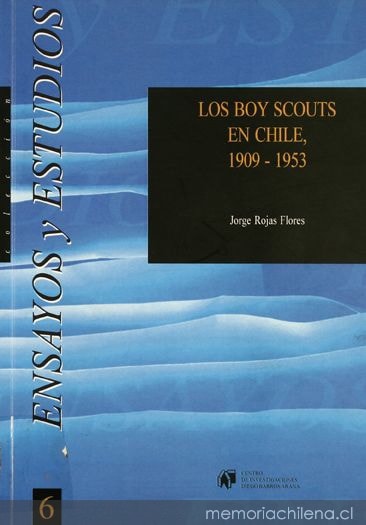 colección
ENSAYOS y ESTUDIOS
LOS BOY SCOUTS
EN CHILE,
1909 - 1953
Jorge Rojas Flores
CENTRO
DE INVESTIGACIONES
DIEGO BARROS ARANA
6
memoriachilena.cl